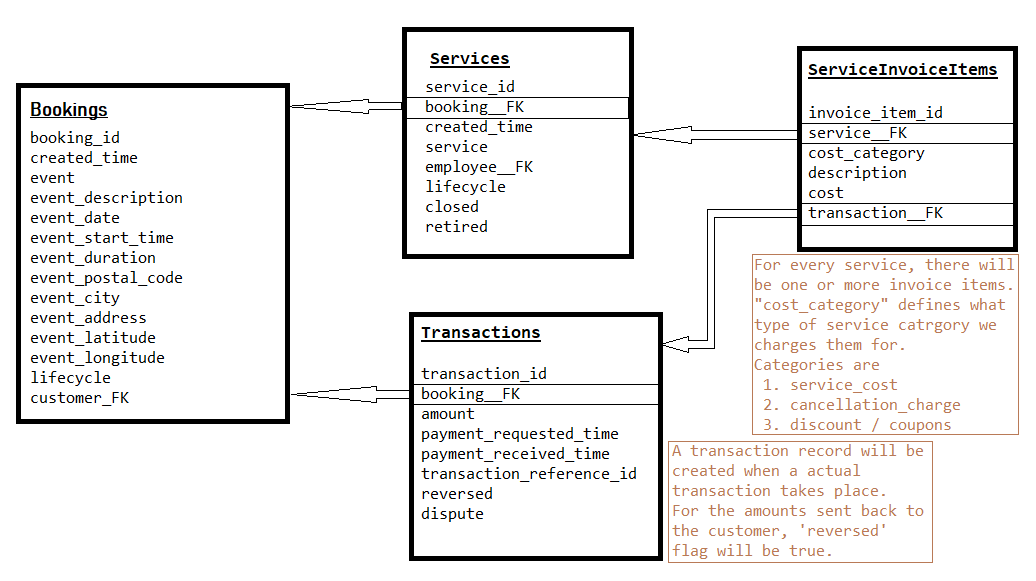 Bookings
booking_id
created_time
event
event_description
event_date
event_start_time
event_duration
event_postal_code
event_city
event_address
event_latitude
event_longitude
lifecycle
customer_FK
Services
service_id
booking__FK
created_time
service
employee__FK
lifecycle
closed
retired
ServiceInvoiceItems
invoice_item_id
service__FK
cost_category
description
cost
transaction__FK
For every service, there will
be one or more invoice items.
"cost_category" defines what
type of service catrgory we
charges them for.
Categories are
1. service_cost
2. cancellation_charge
3. discount / coupons
Transactions
transaction_id
booking__FK
amount
payment_requested_time
payment_received_time
transaction_reference_id
reversed
dispute
A transaction record will be
created when a actual
transaction takes place.
For the amounts sent back to
the customer, 'reversed'
flag will be true.